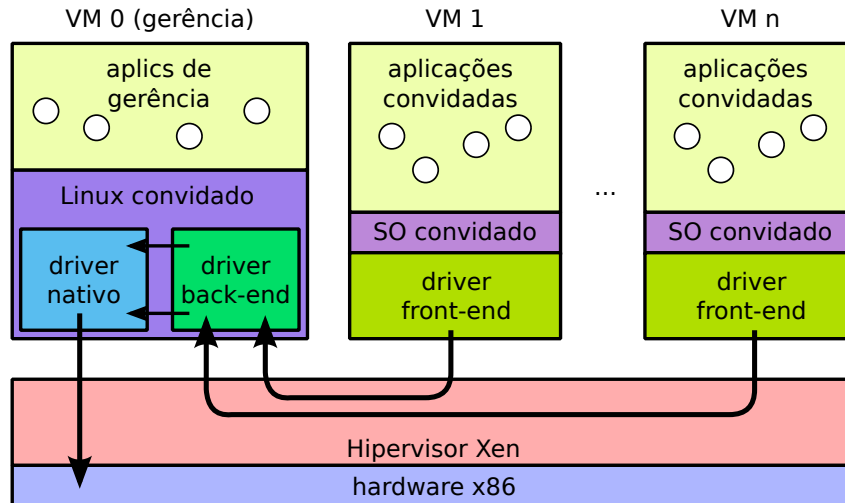 VM 0 (gerência)
VM 1
VM n
aplics de
gerência
aplicações
convidadas
aplicações
convidadas
...
Linux convidado
SO convidado
SO convidado
driver
nativo
driver
back-end
driver
front-end
driver
front-end
Hipervisor Xen
hardware x86